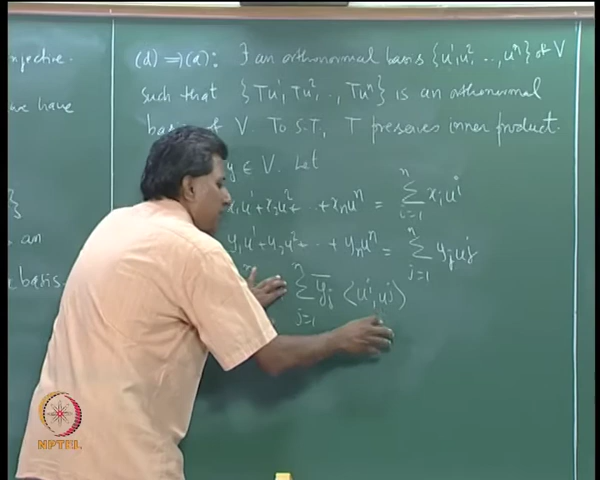 njective.
we have
an
basis.
(d) ⟹ (a): ∃ an orthonormal basis {u¹, u², .., uⁿ} of V
such that {Tu¹, Tu², .., Tuⁿ} is an orthonormal
basis of V. To S.T., T preserves inner product.
y ∈ V. Let
x₁u¹ + x₂u² + ... + xₙuⁿ = ∑ᵢ₌₁ⁿ xᵢuⁱ
y₁u¹ + y₂u² + ... + yₙuⁿ = ∑ⱼ₌₁ⁿ yⱼuʲ
∑ⱼ₌₁ⁿ ȳⱼ ⟨uⁱ, uʲ⟩
NPTEL